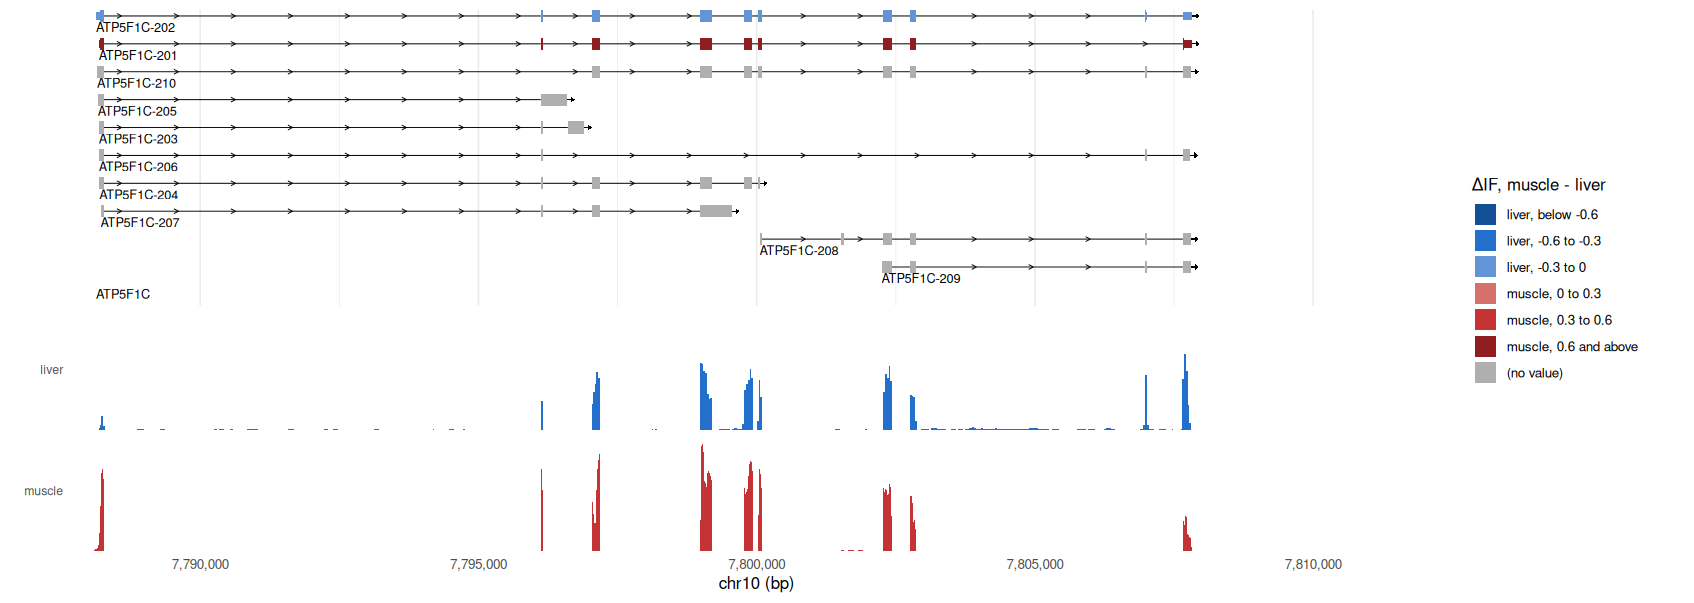 ATP5F1C-202
ATP5F1C-201
ATP5F1C-210
ATP5F1C-205
ATP5F1C-203
ATP5F1C-206
ATP5F1C-204
ATP5F1C-207
ATP5F1C-208
ATP5F1C-209
ATP5F1C
liver
muscle
7,790,000
7,795,000
7,800,000
7,805,000
7,810,000
chr10 (bp)
ΔIF, muscle - liver
liver, below -0.6
liver, -0.6 to -0.3
liver, -0.3 to 0
muscle, 0 to 0.3
muscle, 0.3 to 0.6
muscle, 0.6 and above
(no value)